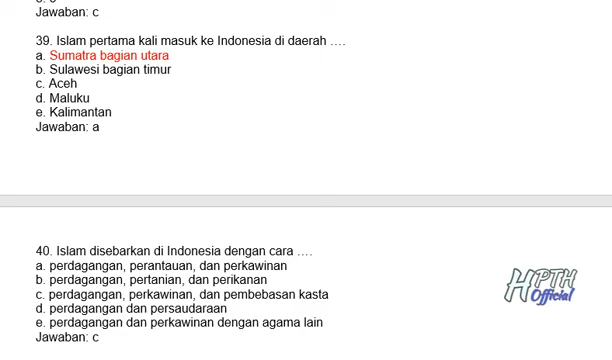 Jawaban: c
39. Islam pertama kali masuk ke Indonesia di daerah ….
a. Sumatra bagian utara
b. Sulawesi bagian timur
c. Aceh
d. Maluku
e. Kalimantan
Jawaban: a
40. Islam disebarkan di Indonesia dengan cara ….
a. perdagangan, perantauan, dan perkawinan
b. perdagangan, pertanian, dan perikanan
c. perdagangan, perkawinan, dan pembebasan kasta
d. perdagangan dan persaudaraan
e. perdagangan dan perkawinan dengan agama lain
Jawaban: c
HPTH
Official